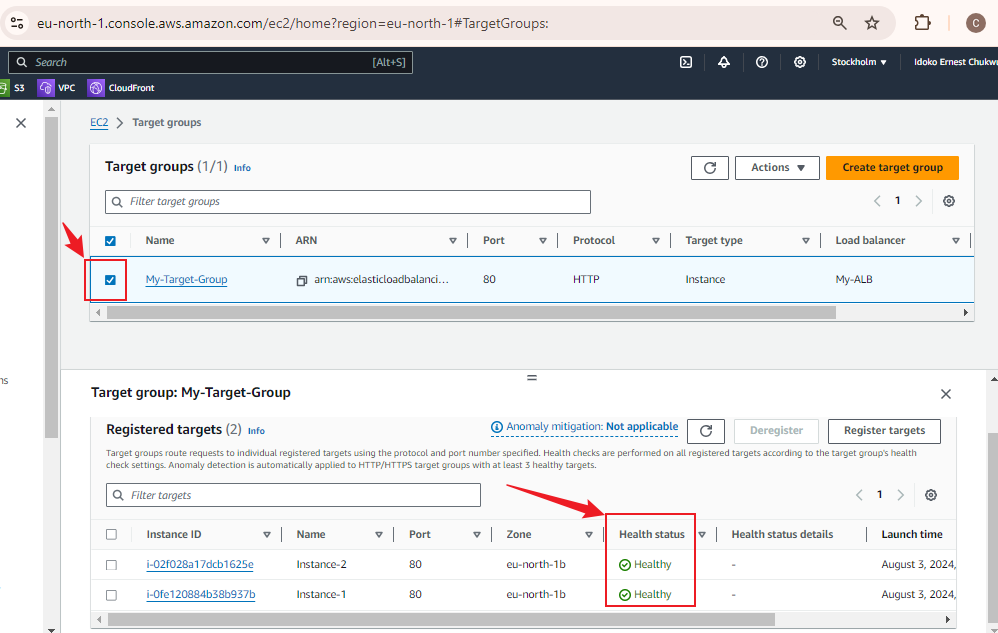 eu-north-1.console.aws.amazon.com/ec2/home?region=eu-north-1#TargetGroups:
C
Search [Alt+S] Stockholm ▼ Idoko Ernest Chukwu
S3 VPC CloudFront
EC2 > Target groups
Target groups (1/1) Info Actions ▼ Create target group
Filter target groups 1
Name ARN Port Protocol Target type Load balancer
My-Target-Group arn:aws:elasticloadbalanci... 80 HTTP Instance My-ALB
ns
Target group: My-Target-Group
Registered targets (2) Info Anomaly mitigation: Not applicable Deregister Register targets
Target groups route requests to individual registered targets using the protocol and port number specified. Health checks are performed on all registered targets according to the target group's health
check settings. Anomaly detection is automatically applied to HTTP/HTTPS target groups with at least 3 healthy targets.
Filter targets 1
Instance ID Name Port Zone Health status Health status details Launch time
i-02f028a17dcb1625e Instance-2 80 eu-north-1b Healthy - August 3, 2024,
i-0fe120884b38b937b Instance-1 80 eu-north-1b Healthy - August 3, 2024,